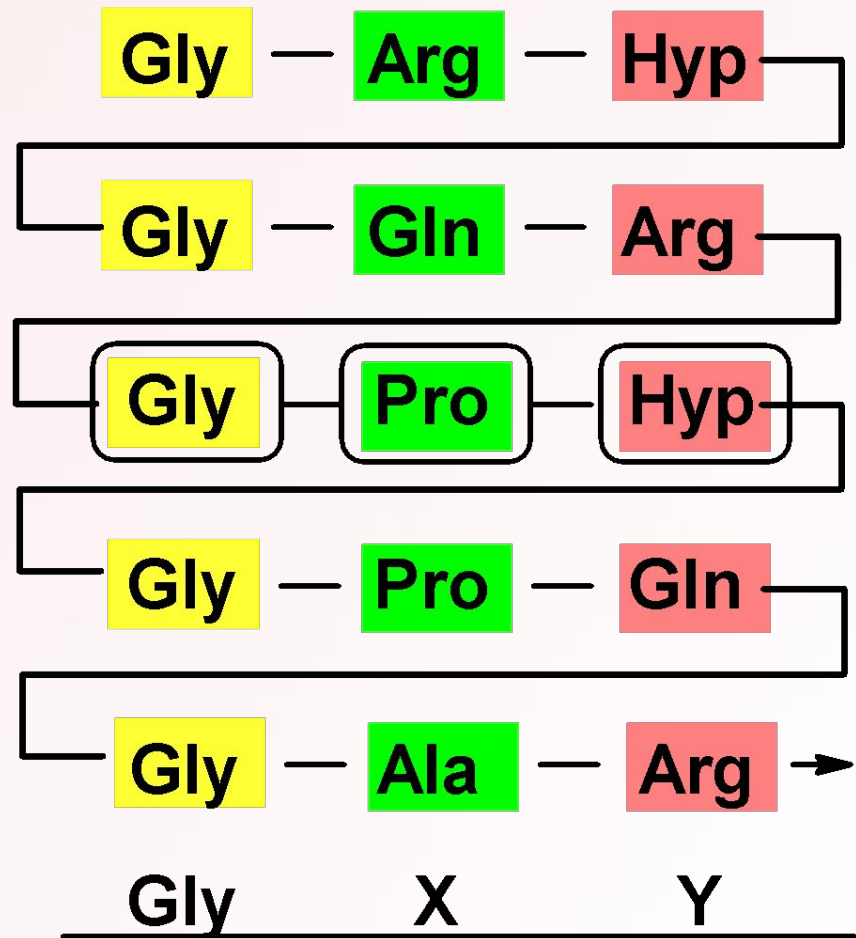 Gly — Arg — Hyp
Gly — Gln — Arg
Gly — Pro — Hyp
Gly — Pro — Gln
Gly — Ala — Arg
Gly X Y